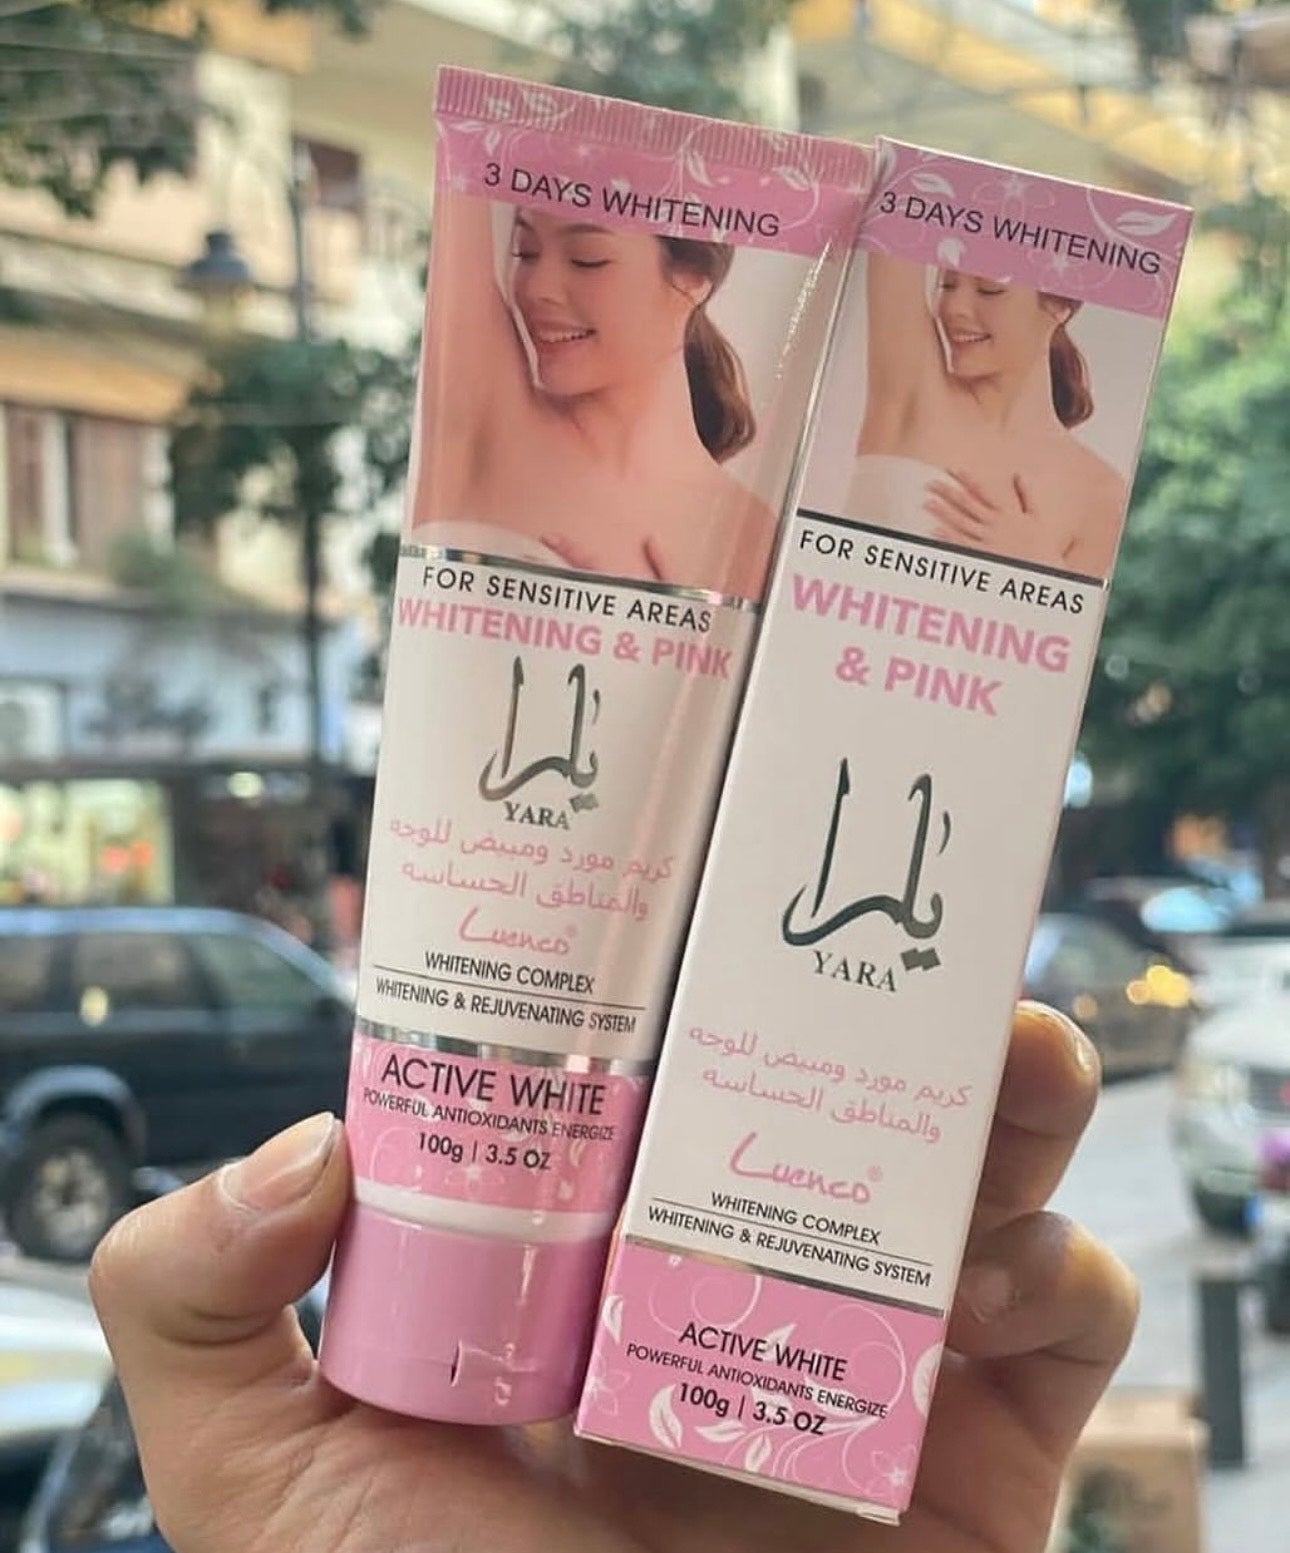 3 DAYS WHITENING
FOR SENSITIVE AREAS
WHITENING & PINK
يارا
YARA
كريم مورد ومبيض للوجه
والمناطق الحساسه
Luenco®
WHITENING COMPLEX
WHITENING & REJUVENATING SYSTEM
ACTIVE WHITE
POWERFUL ANTIOXIDANTS ENERGIZE
100g | 3.5 OZ
3 DAYS WHITENING
FOR SENSITIVE AREAS
WHITENING
& PINK
يارا
YARA
كريم مورد ومبيض للوجه
والمناطق الحساسه
Luenco®
WHITENING COMPLEX
WHITENING & REJUVENATING SYSTEM
ACTIVE WHITE
POWERFUL ANTIOXIDANTS ENERGIZE
100g | 3.5 OZ